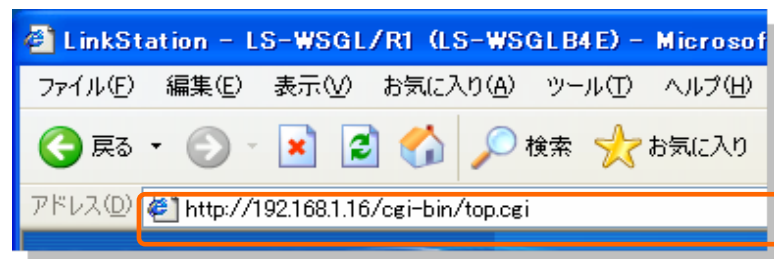 LinkStation - LS-WSGL/R1 (LS-WSGLB4E) - Microsof
ファイル(F) 編集(E) 表示(V) お気に入り(A) ツール(T) ヘルプ(H)
戻る 検索 お気に入り
アドレス(D) http://192.168.1.16/cgi-bin/top.cgi